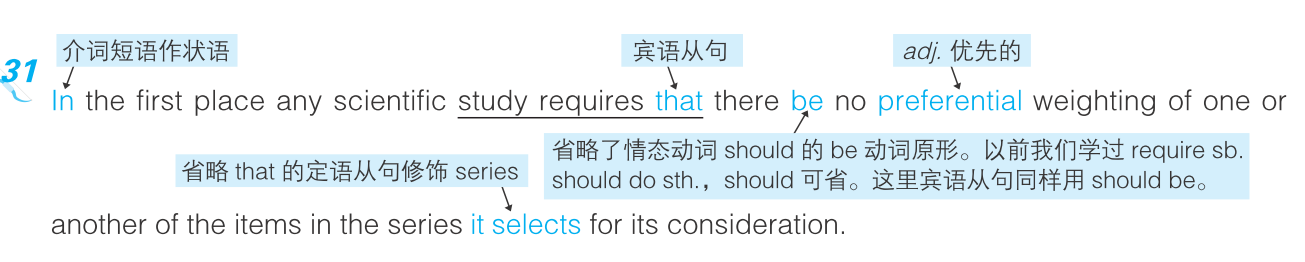 介词短语作状语 宾语从句 adj. 优先的
31
In the first place any scientific study requires that there be no preferential weighting of one or
省略了情态动词 should 的 be 动词原形。以前我们学过 require sb.
省略 that 的定语从句修饰 series
should do sth.，should 可省。这里宾语从句同样用 should be。
another of the items in the series it selects for its consideration.